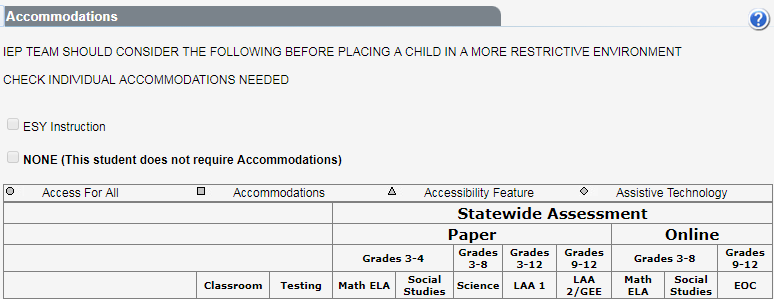 Accommodations
?
IEP TEAM SHOULD CONSIDER THE FOLLOWING BEFORE PLACING A CHILD IN A MORE RESTRICTIVE ENVIRONMENT
CHECK INDIVIDUAL ACCOMMODATIONS NEEDED
ESY Instruction
NONE (This student does not require Accommodations)
Access For All Accommodations Accessibility Feature Assistive Technology
Statewide Assessment
Paper Online
Grades 3-4 Grades 3-8 Grades 3-12 Grades 9-12 Grades 3-8 Grades 9-12
Classroom Testing Math ELA Social Studies Science LAA 1 LAA 2/GEE Math ELA Social Studies EOC